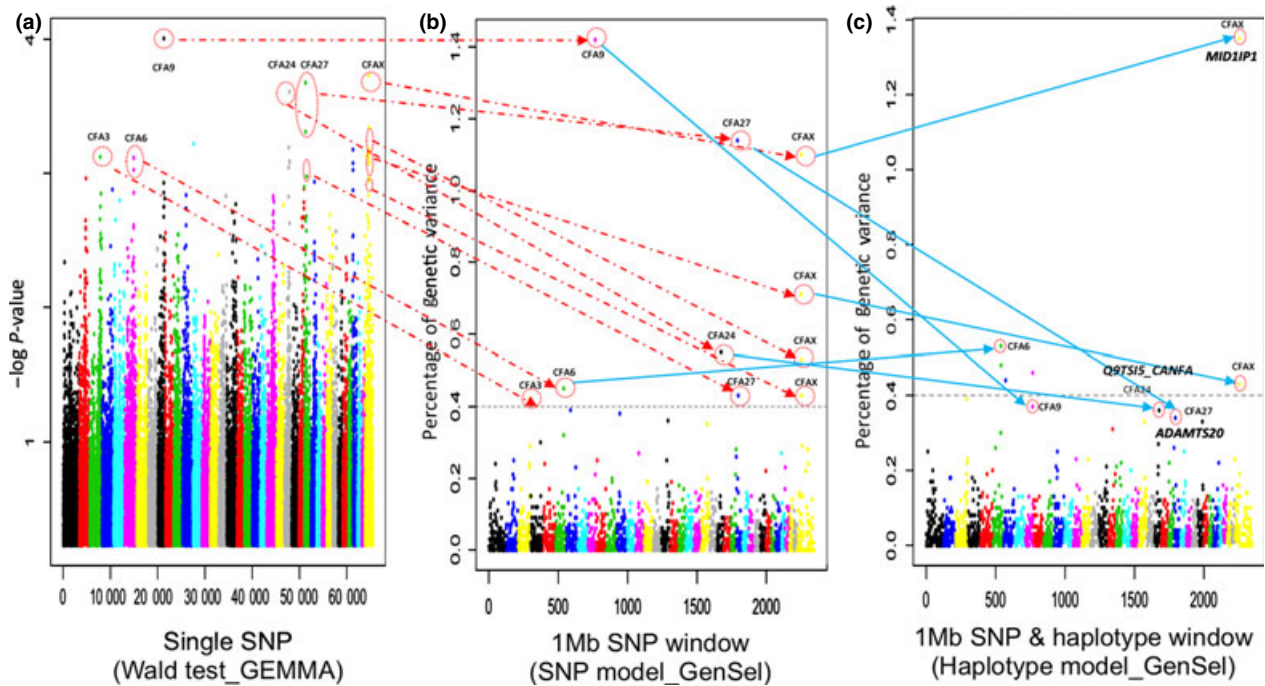 (a)
4
1
−log P-value
CFA9
CFA24
CFA27
CFAX
CFA3
CFA6
0
10 000
20 000
30 000
40 000
50 000
60 000
Single SNP
(Wald test_GEMMA)
(b)
1.4
1.2
1.0
0.8
0.6
0.4
0.2
0.0
Percentage of genetic variance
CFA9
CFA27
CFAX
CFAX
CFA24
CFAX
CFA3
CFA6
CFA27
CFAX
0
500
1000
1500
2000
1Mb SNP window
(SNP model_GenSel)
(c)
1.4
1.2
1.0
0.8
0.6
0.4
0.2
0.0
Percentage of genetic variance
CFAX
MID1IP1
CFA6
Q9TSI5_CANFA
CFAX
CFA24
CFA9
CFA27
ADAMTS20
0
500
1000
1500
2000
1Mb SNP & haplotype window
(Haplotype model_GenSel)